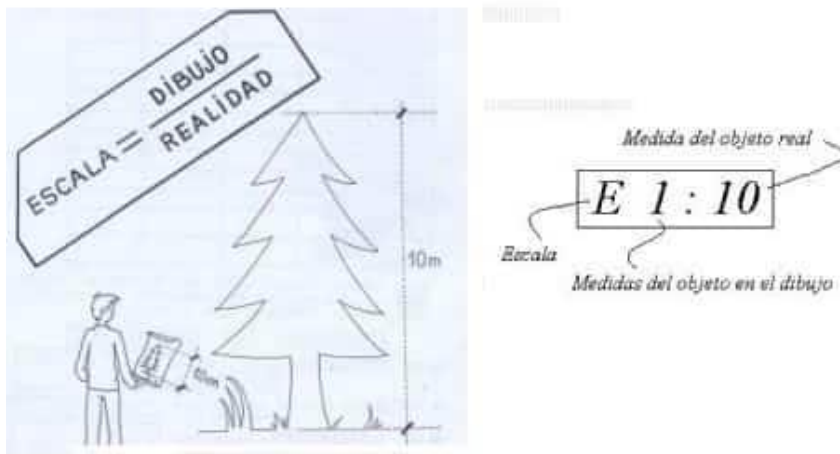 ESCALA = DIBUJO
REALIDAD
10m
Medida del objeto real
E 1 : 10
Escala
Medidas del objeto en el dibujo